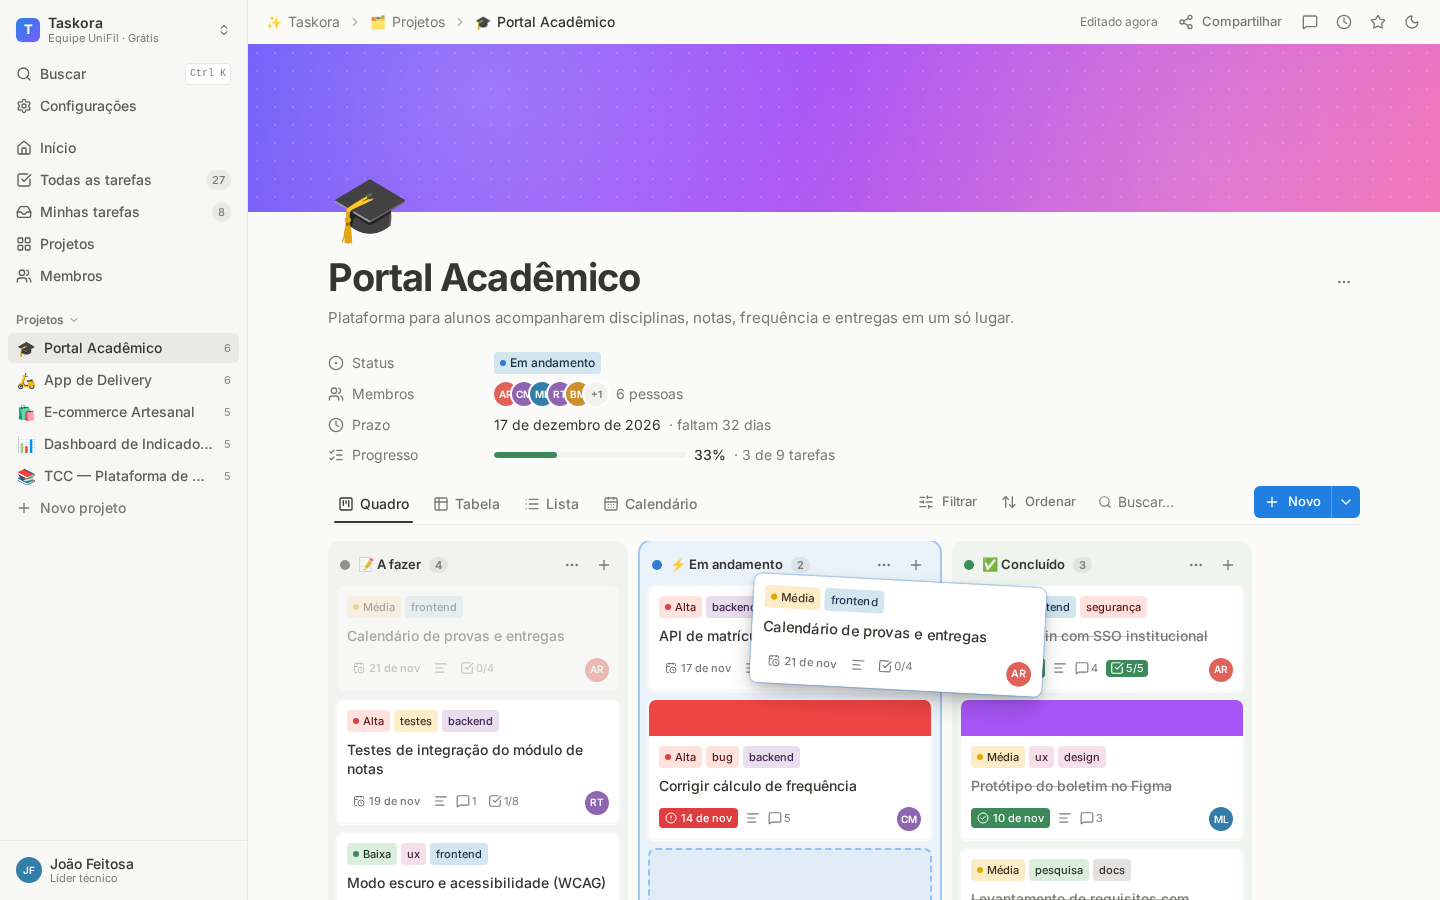 T
Taskora
Equipe UniFil · Grátis
Buscar
Ctrl K
Configurações
Início
Todas as tarefas 27
Minhas tarefas 8
Projetos
Membros
Projetos
Portal Acadêmico 6
App de Delivery 6
E-commerce Artesanal 5
Dashboard de Indicado... 5
TCC — Plataforma de ... 5
Novo projeto
JF
João Feitosa
Líder técnico
Taskora
Projetos
Portal Acadêmico
Editado agora
Compartilhar
Portal Acadêmico
Plataforma para alunos acompanharem disciplinas, notas, frequência e entregas em um só lugar.
Status Em andamento
Membros AR CM ML RT BN +1 6 pessoas
Prazo 17 de dezembro de 2026 · faltam 32 dias
Progresso 33% · 3 de 9 tarefas
Quadro
Tabela
Lista
Calendário
Filtrar
Ordenar
Buscar...
Novo
A fazer 4
Média frontend
Calendário de provas e entregas
21 de nov 0/4 AR
Alta testes backend
Testes de integração do módulo de
notas
19 de nov 1 1/8 RT
Baixa ux frontend
Modo escuro e acessibilidade (WCAG)
Em andamento 2
Alta backend
API de matríc
17 de nov
Média frontend
Calendário de provas e entregas
21 de nov 0/4 AR
Alta bug backend
Corrigir cálculo de frequência
14 de nov 5 CM
Concluído 3
tend segurança
in com SSO institucional
4 5/5 AR
Média ux design
Protótipo do boletim no Figma
10 de nov 3 ML
Média pesquisa docs
Levantamento de requisitos com